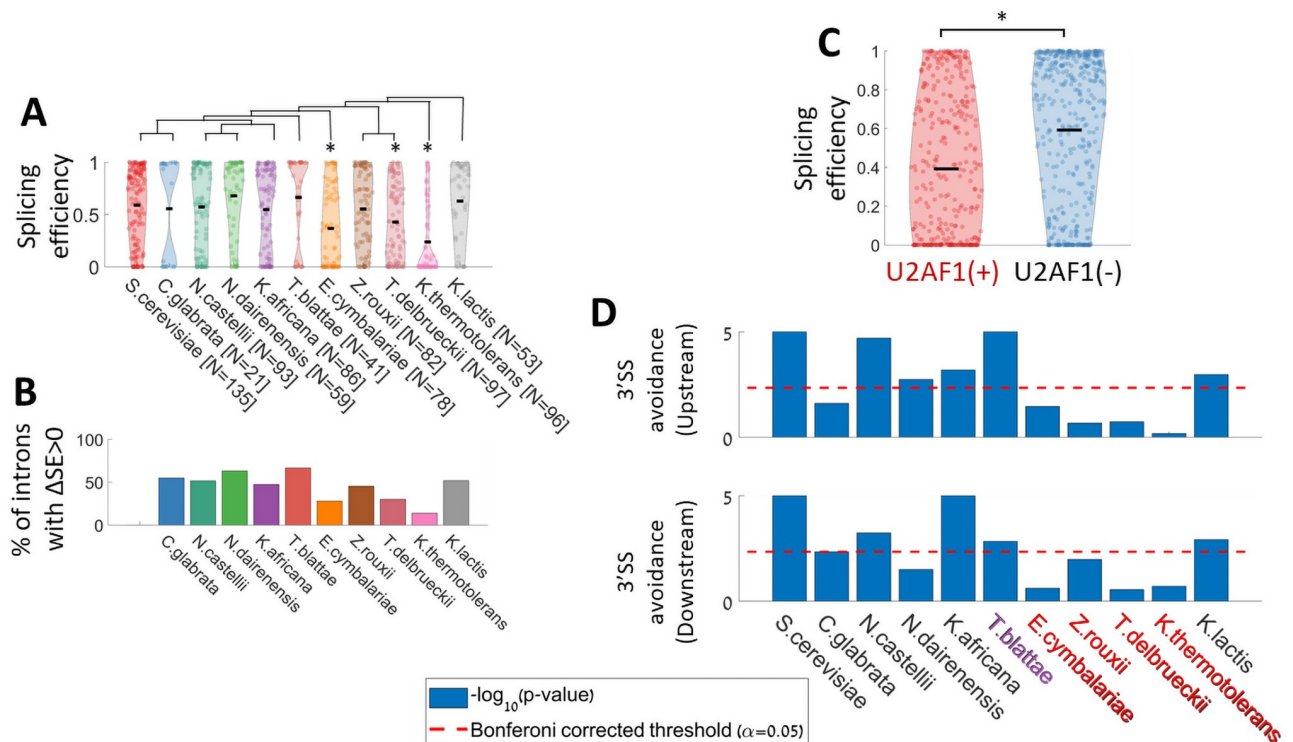 A
*
*
*
Splicing
efficiency
1
0.5
0
S.cerevisiae [N=135]
C.glabrata [N=21]
N.castellii [N=93]
N.dairenensis [N=59]
K.africana [N=86]
T.blattae [N=41]
E.cymbalariae [N=78]
Z.rouxii [N=82]
T.delbrueckii [N=97]
K.thermotolerans [N=96]
K.lactis [N=53]
B
% of introns
with ΔSE>0
100
50
0
C.glabrata
N.castellii
N.dairenensis
K.africana
T.blattae
E.cymbalariae
Z.rouxii
T.delbrueckii
K.thermotolerans
K.lactis
C
*
Splicing
efficiency
1
0.8
0.6
0.4
0.2
0
U2AF1(+)
U2AF1(-)
D
3'SS
avoidance
(Upstream)
5
0
3'SS
avoidance
(Downstream)
5
0
S.cerevisiae
C.glabrata
N.castellii
N.dairenensis
K.africana
T.blattae
E.cymbalariae
Z.rouxii
T.delbrueckii
K.thermotolerans
K.lactis
-log10(p-value)
Bonferoni corrected threshold (α=0.05)